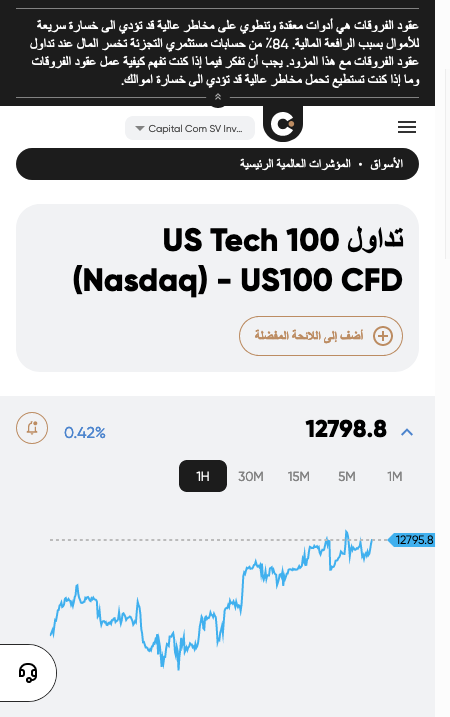 عقود الفروقات هي أدوات معقدة وتنطوي على مخاطر عالية قد تؤدي الى خسارة سريعة
للأموال بسبب الرافعة المالية. 84٪ من حسابات مستثمري التجزئة تخسر المال عند تداول
عقود الفروقات مع هذا المزود. يجب أن تفكر فيما إذا كنت تفهم كيفية عمل عقود الفروقات
وما إذا كنت تستطيع تحمل مخاطر عالية قد تؤدي الى خسارة اموالك.
Capital Com SV Inv...
الأسواق • المؤشرات العالمية الرئيسية
تداول US Tech 100
(Nasdaq) - US100 CFD
أضف إلى اللائحة المفضلة
12798.8
0.42%
1H 30M 15M 5M 1M
12795.8